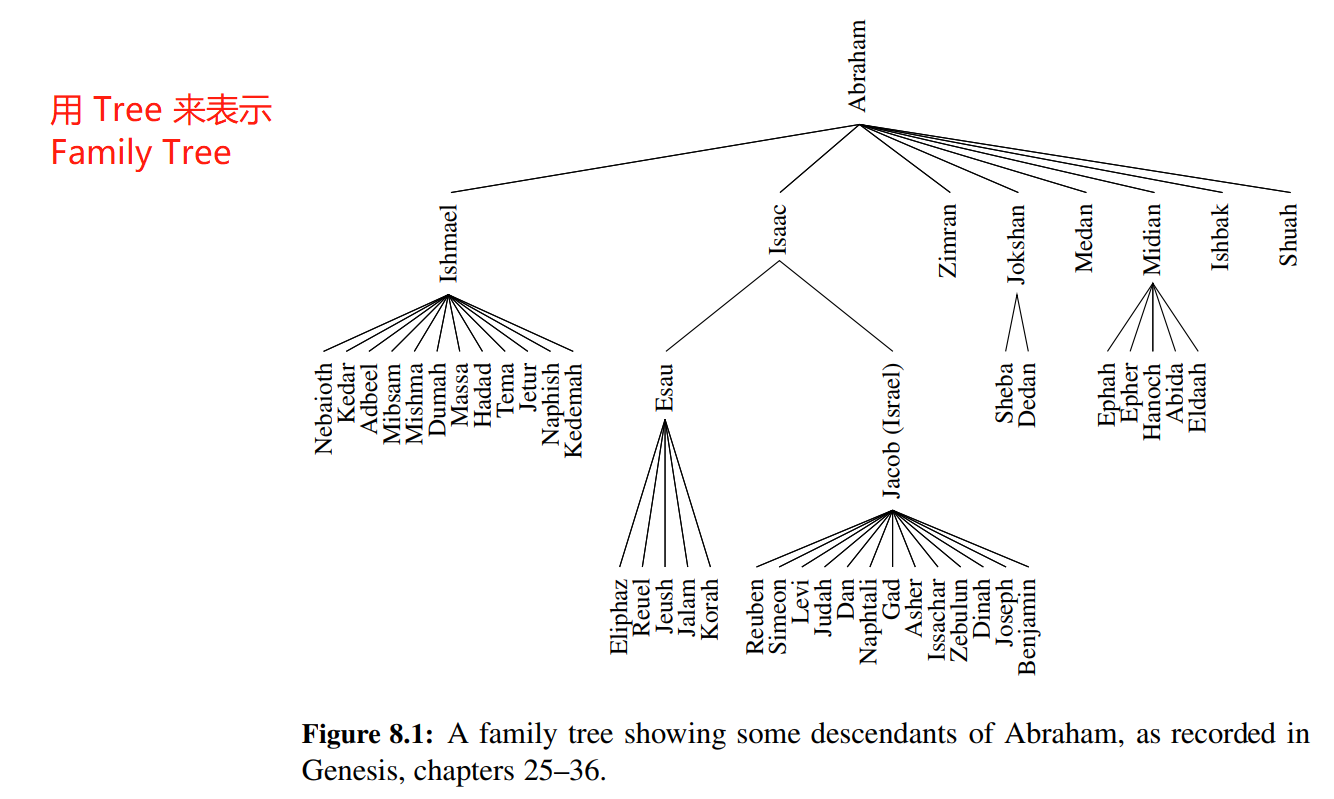 用 Tree 来表示
Family Tree
Abraham
Ishmael
Isaac
Zimran
Jokshan
Medan
Midian
Ishbak
Shuah
Nebaioth
Kedar
Adbeel
Mibsam
Mishma
Dumah
Massa
Hadad
Tema
Jetur
Naphish
Kedemah
Esau
Jacob (Israel)
Sheba
Dedan
Ephah
Epher
Hanoch
Abida
Eldaah
Eliphaz
Reuel
Jeush
Jalam
Korah
Reuben
Simeon
Levi
Judah
Dan
Naphtali
Gad
Asher
Issachar
Zebulun
Dinah
Joseph
Benjamin
Figure 8.1: A family tree showing some descendants of Abraham, as recorded in
Genesis, chapters 25–36.